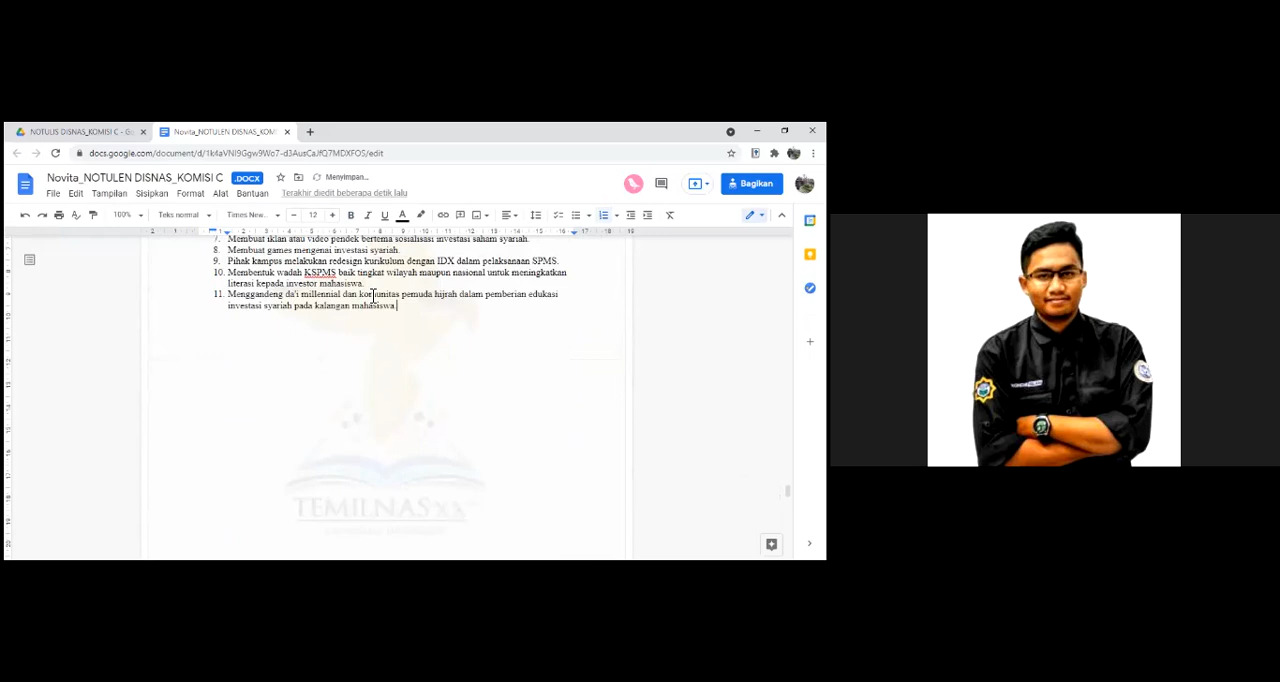 NOTULIS DISNAS_KOMISI C - Go
Novita_NOTULEN DISNAS_KOMI
docs.google.com/document/d/1k4aVNI9Ggw9Wo7-d3AusCaJfQ7MDXFOS/edit
Novita_NOTULEN DISNAS_KOMISI C .DOCX Menyimpan...
File Edit Tampilan Sisipkan Format Alat Bantuan Terakhir diedit beberapa detik lalu
Bagikan
100% Teks normal Times New... 12
7. Membuat iklan atau video pendek bertema sosialisasi investasi saham syariah.
8. Membuat games mengenai investasi syariah.
9. Pihak kampus melakukan redesign kurikulum dengan IDX dalam pelaksanaan SPMS.
10. Membentuk wadah KSPMS baik tingkat wilayah maupun nasional untuk meningkatkan
literasi kepada investor mahasiswa.
11. Menggandeng da'i millennial dan komunitas pemuda hijrah dalam pemberian edukasi
investasi syariah pada kalangan mahasiswa
TEMILNAS XX